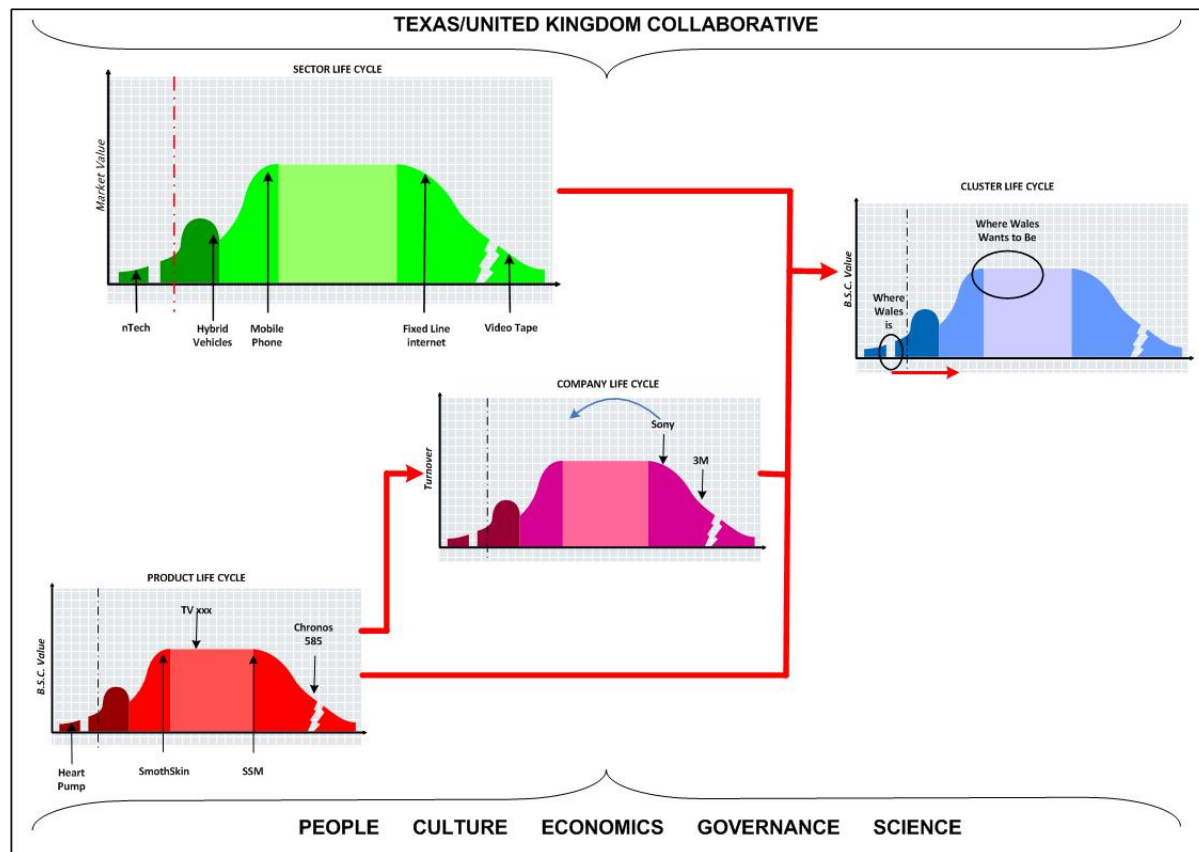 TEXAS/UNITED KINGDOM COLLABORATIVE
SECTOR LIFE CYCLE
Market Value
nTech
Hybrid
Vehicles
Mobile
Phone
Fixed Line
internet
Video Tape
CLUSTER LIFE CYCLE
B.S.C. Value
Where Wales
Wants to Be
Where
Wales
is
COMPANY LIFE CYCLE
Turnover
Sony
3M
PRODUCT LIFE CYCLE
B.S.C. Value
TV xxx
Chronos
585
Heart
Pump
SmothSkin
SSM
PEOPLE CULTURE ECONOMICS GOVERNANCE SCIENCE